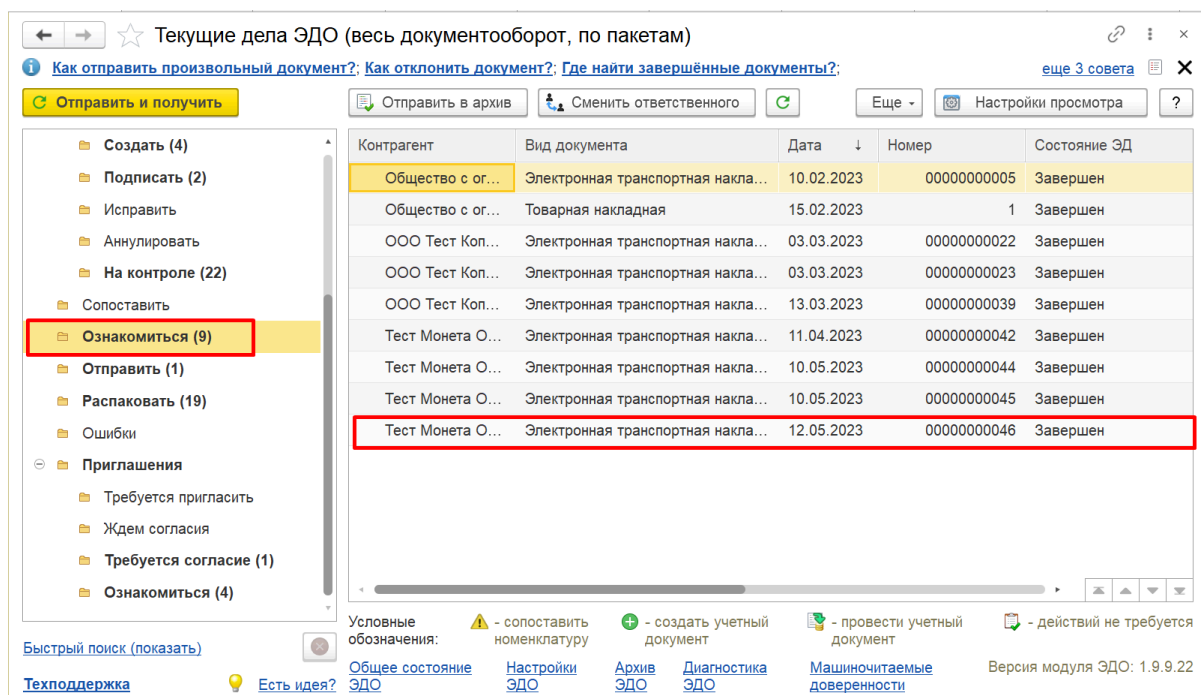 Текущие дела ЭДО (весь документооборот, по пакетам)
Как отправить произвольный документ?; Как отклонить документ?; Где найти завершённые документы?;
еще 3 совета
Отправить и получить
Отправить в архив
Сменить ответственного
Еще
Настройки просмотра
?
Создать (4)
Подписать (2)
Исправить
Аннулировать
На контроле (22)
Сопоставить
Ознакомиться (9)
Отправить (1)
Распаковать (19)
Ошибки
Приглашения
Требуется пригласить
Ждем согласия
Требуется согласие (1)
Ознакомиться (4)
Контрагент Вид документа Дата ↓ Номер Состояние ЭД
Общество с ог... Электронная транспортная накла... 10.02.2023 00000000005 Завершен
Общество с ог... Товарная накладная 15.02.2023 1 Завершен
ООО Тест Коп... Электронная транспортная накла... 03.03.2023 00000000022 Завершен
ООО Тест Коп... Электронная транспортная накла... 03.03.2023 00000000023 Завершен
ООО Тест Коп... Электронная транспортная накла... 13.03.2023 00000000039 Завершен
Тест Монета О... Электронная транспортная накла... 11.04.2023 00000000042 Завершен
Тест Монета О... Электронная транспортная накла... 10.05.2023 00000000044 Завершен
Тест Монета О... Электронная транспортная накла... 10.05.2023 00000000045 Завершен
Тест Монета О... Электронная транспортная накла... 12.05.2023 00000000046 Завершен
Условные
обозначения:
- сопоставить
номенклатуру
- создать учетный
документ
- провести учетный
документ
- действий не требуется
Быстрый поиск (показать)
Техподдержка
Есть идея?
Общее состояние
ЭДО
Настройки
ЭДО
Архив
ЭДО
Диагностика
ЭДО
Машиночитаемые
доверенности
Версия модуля ЭДО: 1.9.9.22